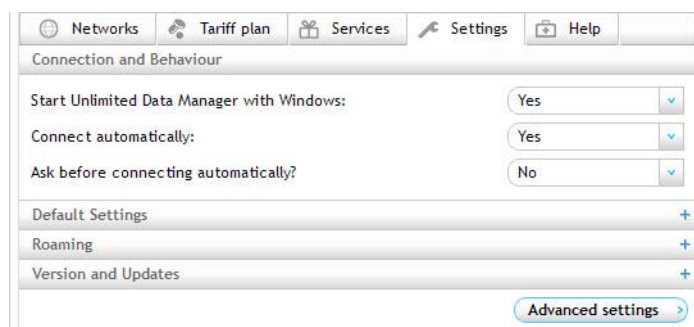 Networks Tariff plan Services Settings Help
Connection and Behaviour
Start Unlimited Data Manager with Windows: Yes
Connect automatically: Yes
Ask before connecting automatically? No
Default Settings +
Roaming +
Version and Updates +
Advanced settings >